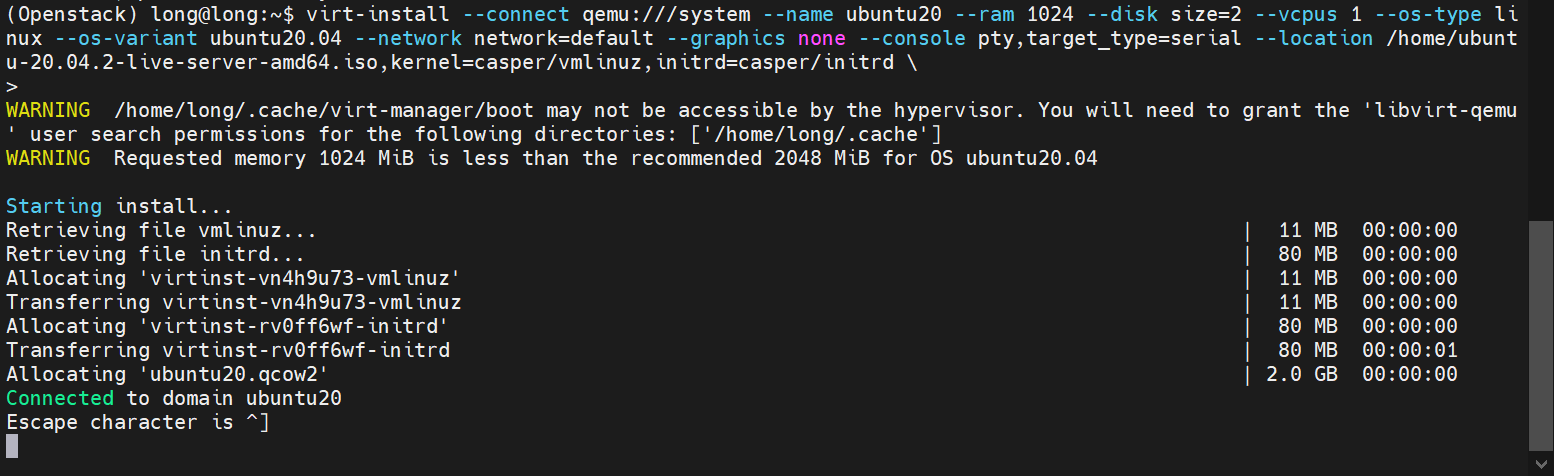 (Openstack) long@long:~$ virt-install --connect qemu:///system --name ubuntu20 --ram 1024 --disk size=2 --vcpus 1 --os-type li
nux --os-variant ubuntu20.04 --network network=default --graphics none --console pty,target_type=serial --location /home/ubunt
u-20.04.2-live-server-amd64.iso,kernel=casper/vmlinuz,initrd=casper/initrd \
>
WARNING  /home/long/.cache/virt-manager/boot may not be accessible by the hypervisor. You will need to grant the 'libvirt-qemu
' user search permissions for the following directories: ['/home/long/.cache']
WARNING  Requested memory 1024 MiB is less than the recommended 2048 MiB for OS ubuntu20.04
Starting install...
Retrieving file vmlinuz... | 11 MB 00:00:00
Retrieving file initrd... | 80 MB 00:00:00
Allocating 'virtinst-vn4h9u73-vmlinuz' | 11 MB 00:00:00
Transferring virtinst-vn4h9u73-vmlinuz | 11 MB 00:00:00
Allocating 'virtinst-rv0ff6wf-initrd' | 80 MB 00:00:00
Transferring virtinst-rv0ff6wf-initrd | 80 MB 00:00:01
Allocating 'ubuntu20.qcow2' | 2.0 GB 00:00:00
Connected to domain ubuntu20
Escape character is ^]